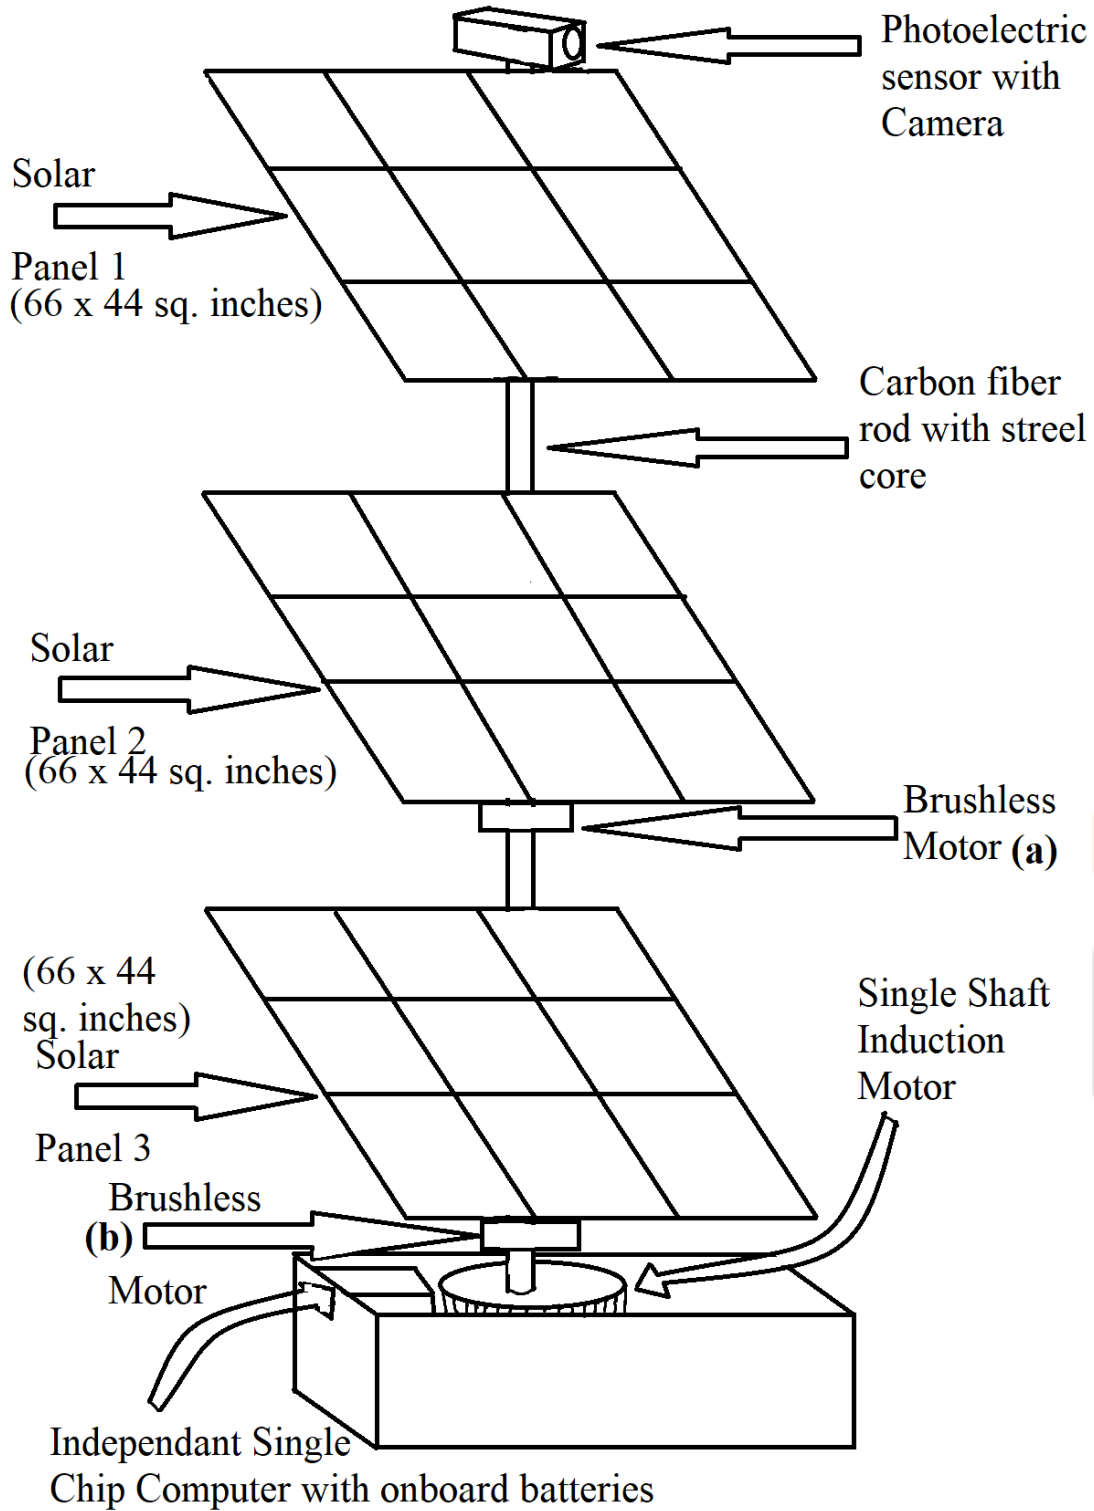 Photoelectric
sensor with
Camera
Solar
Panel 1
(66 x 44 sq. inches)
Carbon fiber
rod with streel
core
Solar
Panel 2
(66 x 44 sq. inches)
Brushless
Motor (a)
(66 x 44
sq. inches)
Solar
Panel 3
Single Shaft
Induction
Motor
Brushless
(b)
Motor
Independant Single
Chip Computer with onboard batteries